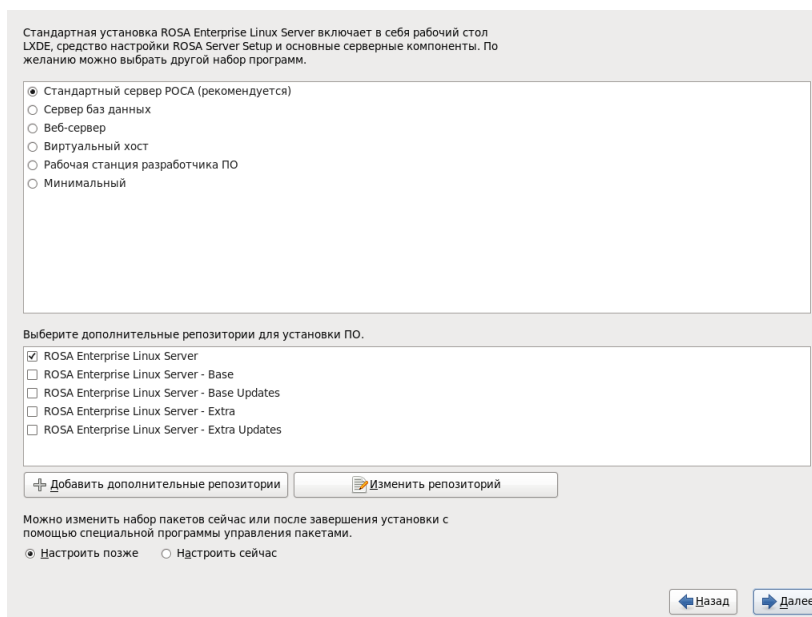 Стандартная установка ROSA Enterprise Linux Server включает в себя рабочий стол
LXDE, средство настройки ROSA Server Setup и основные серверные компоненты. По
желанию можно выбрать другой набор программ.
Стандартный сервер РОСА (рекомендуется)
Сервер баз данных
Веб-сервер
Виртуальный хост
Рабочая станция разработчика ПО
Минимальный
Выберите дополнительные репозитории для установки ПО.
ROSA Enterprise Linux Server
ROSA Enterprise Linux Server - Base
ROSA Enterprise Linux Server - Base Updates
ROSA Enterprise Linux Server - Extra
ROSA Enterprise Linux Server - Extra Updates
Добавить дополнительные репозитории Изменить репозиторий
Можно изменить набор пакетов сейчас или после завершения установки с
помощью специальной программы управления пакетами.
Настроить позже Настроить сейчас
Назад Далее